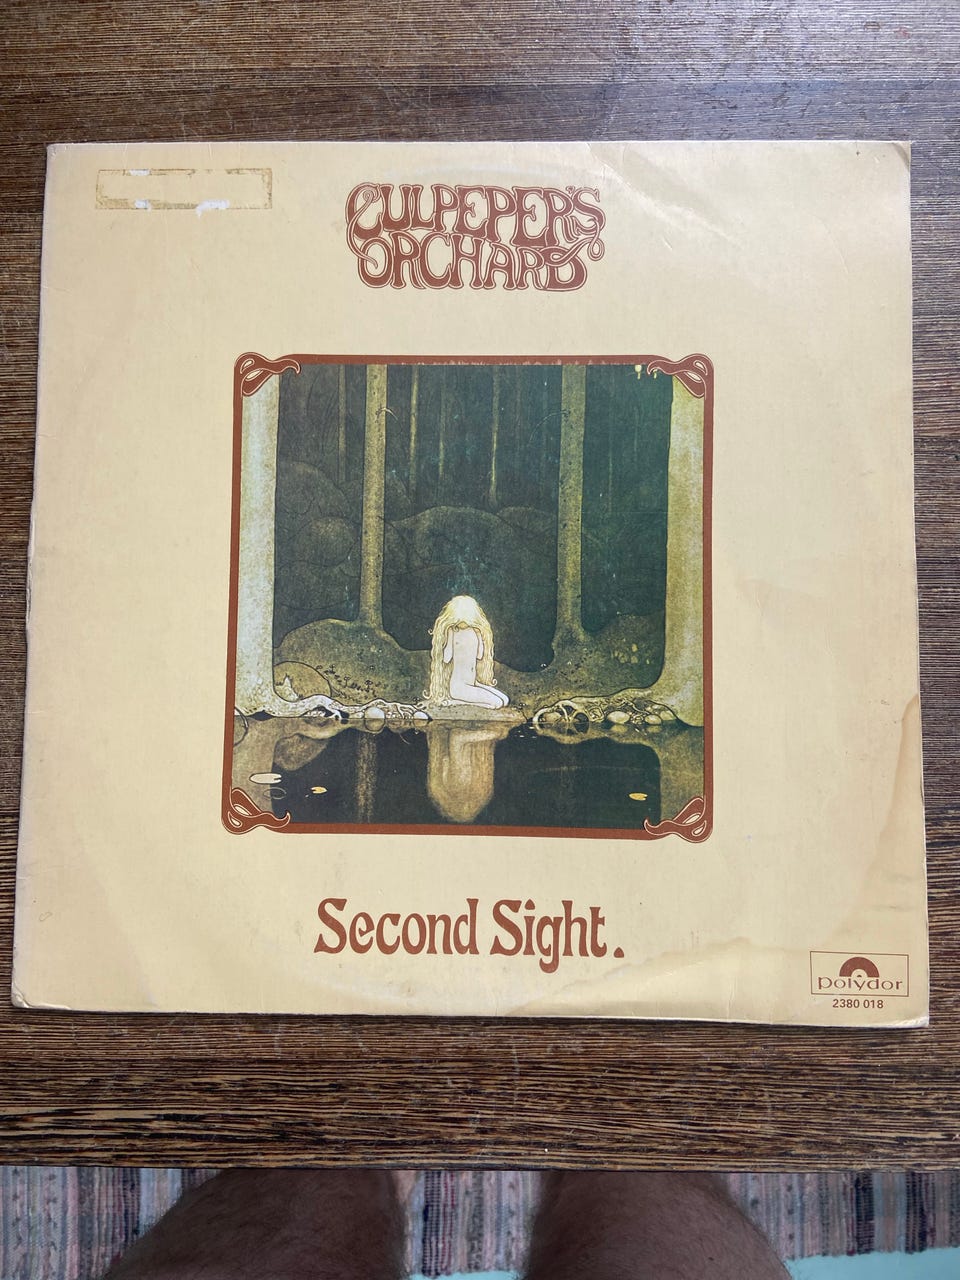 CULPEPER'S
ORCHARD
Second Sight.
polydor
2380 018